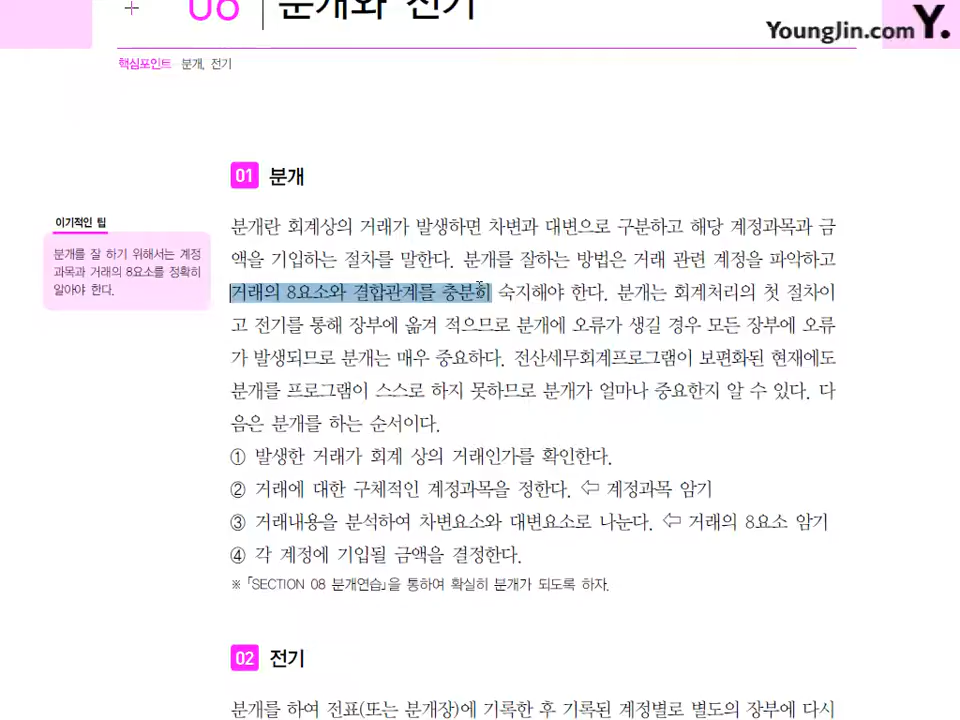 06 분개와 전기
YoungJin.com Y.
핵심포인트 분개, 전기
01 분개
이기적인 팁
분개를 잘 하기 위해서는 계정
과목과 거래의 8요소를 정확히
알아야 한다.
분개란 회계상의 거래가 발생하면 차변과 대변으로 구분하고 해당 계정과목과 금
액을 기입하는 절차를 말한다. 분개를 잘하는 방법은 거래 관련 계정을 파악하고
거래의 8요소와 결합관계를 충분히 숙지해야 한다. 분개는 회계처리의 첫 절차이
고 전기를 통해 장부에 옮겨 적으므로 분개에 오류가 생길 경우 모든 장부에 오류
가 발생되므로 분개는 매우 중요하다. 전산세무회계프로그램이 보편화된 현재에도
분개를 프로그램이 스스로 하지 못하므로 분개가 얼마나 중요한지 알 수 있다. 다
음은 분개를 하는 순서이다.
① 발생한 거래가 회계 상의 거래인가를 확인한다.
② 거래에 대한 구체적인 계정과목을 정한다. ⇦ 계정과목 암기
③ 거래내용을 분석하여 차변요소와 대변요소로 나눈다. ⇦ 거래의 8요소 암기
④ 각 계정에 기입될 금액을 결정한다.
※ 「SECTION 08 분개연습」을 통하여 확실히 분개가 되도록 하자.
02 전기
분개를 하여 전표(또는 분개장)에 기록한 후 기록된 계정별로 별도의 장부에 다시